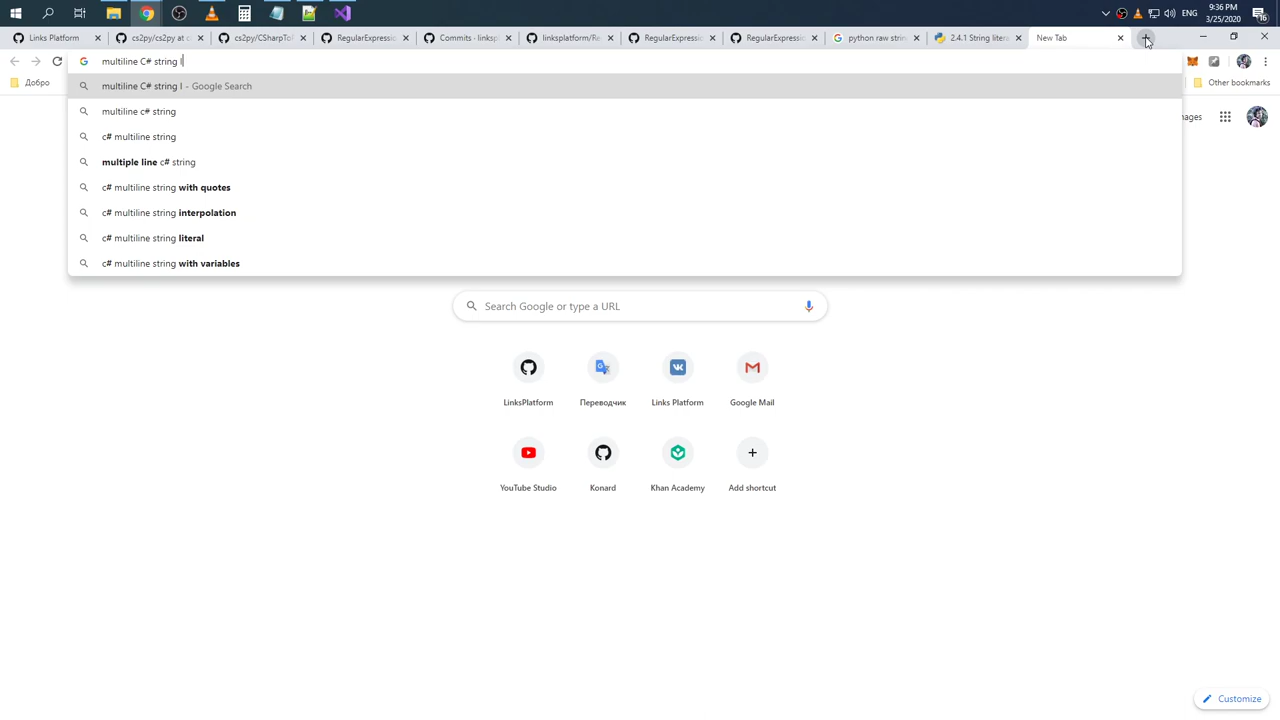 9:36 PM
ENG
3/25/2020
16
Links Platform
cs2py/cs2py at c
cs2py/CSharpToP
RegularExpressio
Commits · linksp
linksplatform/Re
RegularExpressio
RegularExpressio
python raw strin
2.4.1 String litera
New Tab
multiline C# string l
Добро
Other bookmarks
multiline C# string l - Google Search
multiline c# string
c# multiline string
multiple line c# string
c# multiline string with quotes
c# multiline string interpolation
c# multiline string literal
c# multiline string with variables
ages
Search Google or type a URL
LinksPlatform
Переводчик
Links Platform
Google Mail
YouTube Studio
Konard
Khan Academy
Add shortcut
Customize